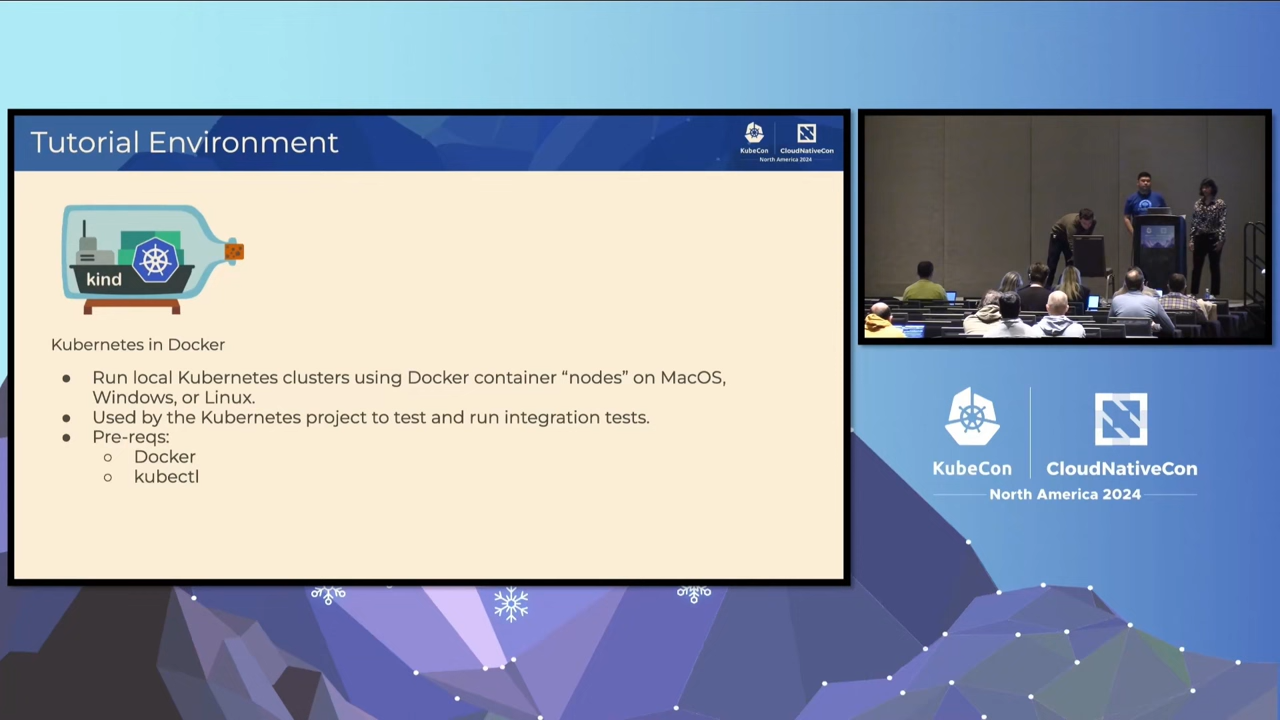 Tutorial Environment
KubeCon
CloudNativeCon
North America 2024
kind
Kubernetes in Docker
● Run local Kubernetes clusters using Docker container “nodes” on MacOS,
Windows, or Linux.
● Used by the Kubernetes project to test and run integration tests.
● Pre-reqs:
○ Docker
○ kubectl
KubeCon
CloudNativeCon
North America 2024